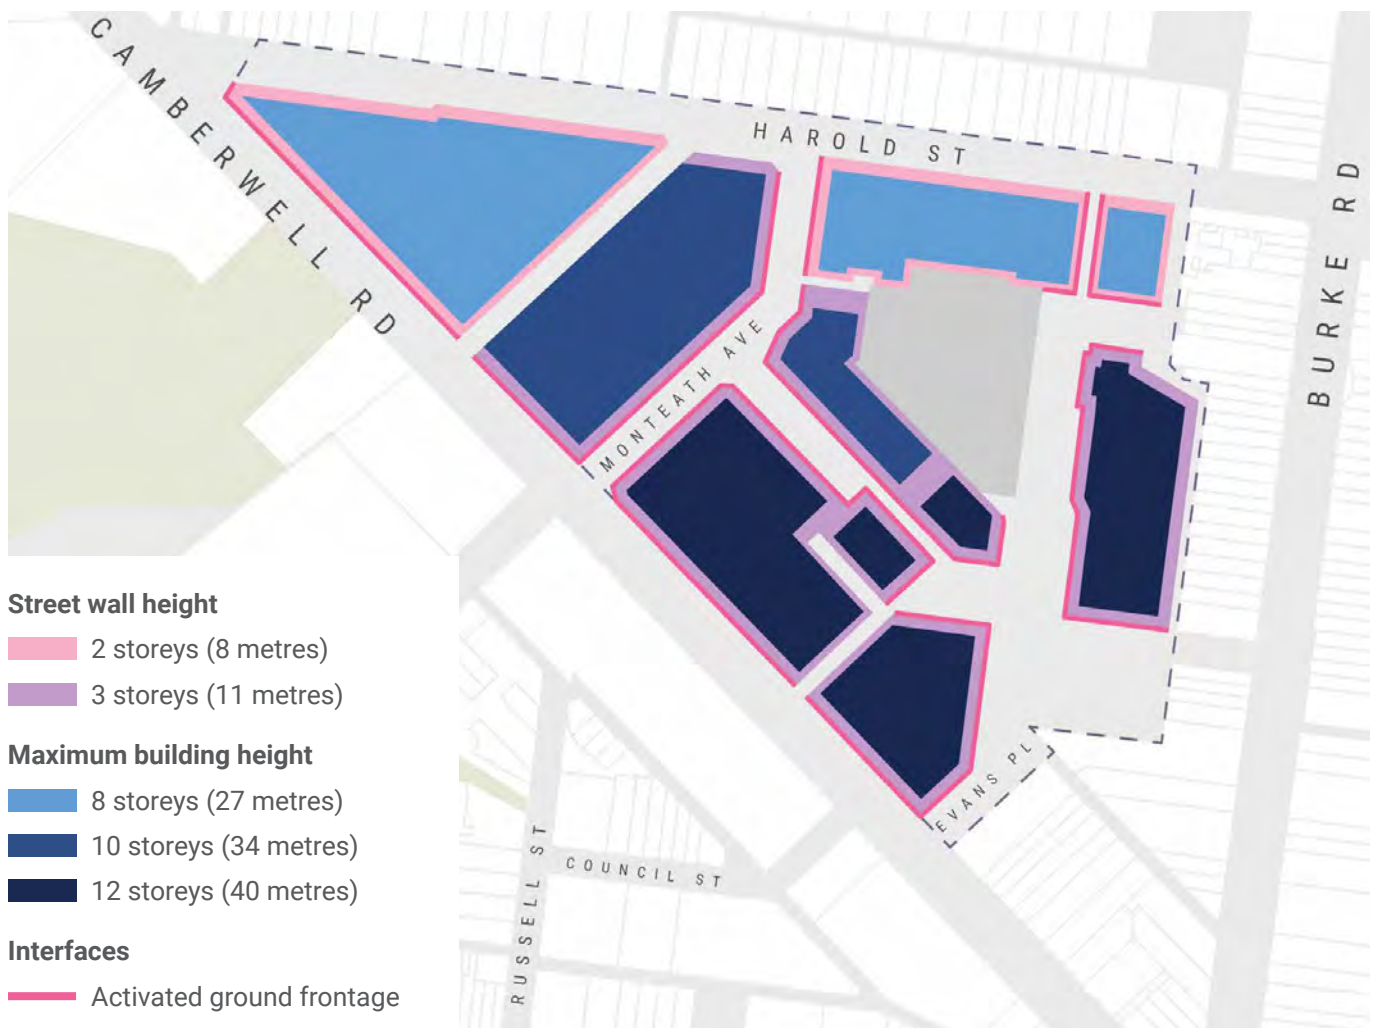 CAMBERWELL RD
HAROLD ST
BURKE RD
MONTEATH AVE
EVANS PL
COUNCIL ST
RUSSELL ST
Street wall height
2 storeys (8 metres)
3 storeys (11 metres)
Maximum building height
8 storeys (27 metres)
10 storeys (34 metres)
12 storeys (40 metres)
Interfaces
Activated ground frontage